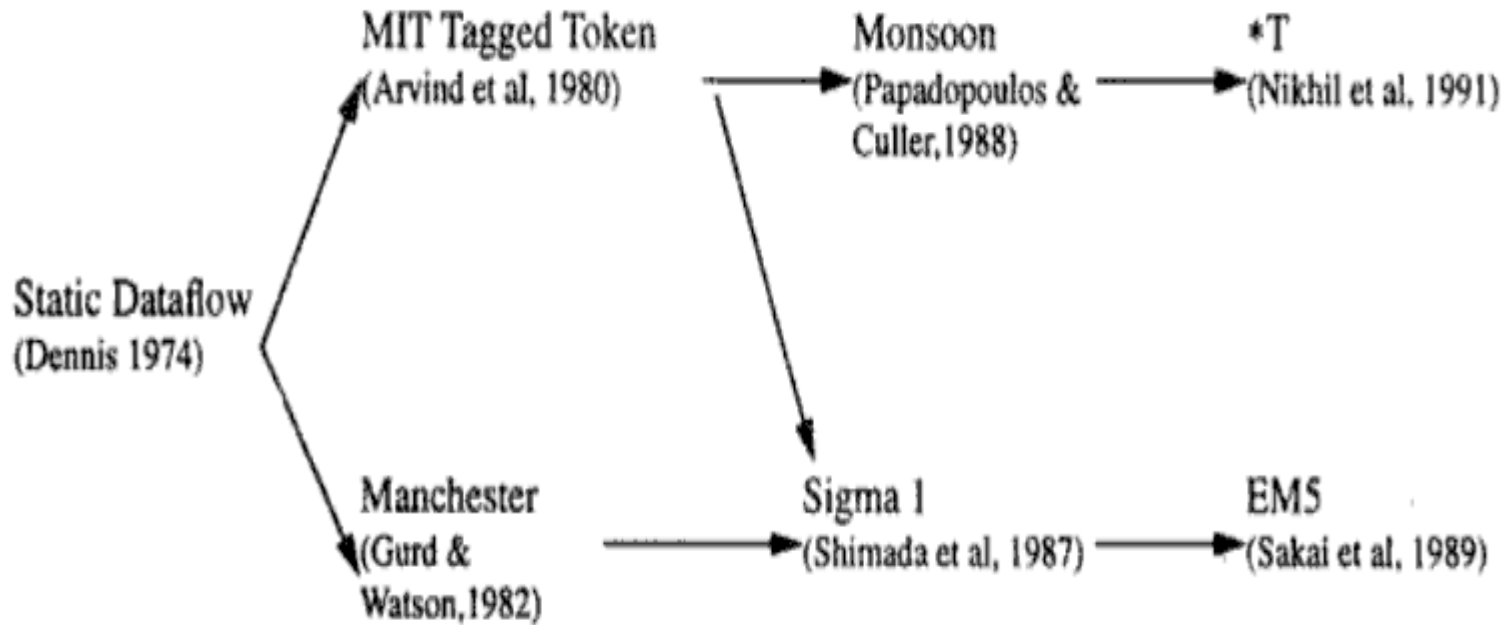 MIT Tagged Token
(Arvind et al, 1980)
Monsoon
(Papadopoulos &
Culler,1988)
*T
(Nikhil et al, 1991)
Static Dataflow
(Dennis 1974)
Manchester
(Gurd &
Watson,1982)
Sigma 1
(Shimada et al, 1987)
EM5
(Sakai et al, 1989)